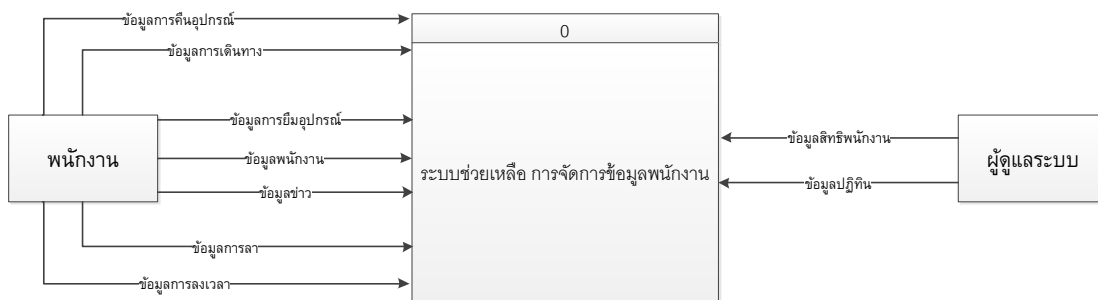 ข้อมูลการคืนอุปกรณ์
0
ข้อมูลการเดินทาง
ข้อมูลการยืมอุปกรณ์
ข้อมูลสิทธิพนักงาน
พนักงาน
ข้อมูลพนักงาน
ระบบช่วยเหลือ การจัดการข้อมูลพนักงาน
ผู้ดูแลระบบ
ข้อมูลข่าว
ข้อมูลปฏิทิน
ข้อมูลการลา
ข้อมูลการลงเวลา